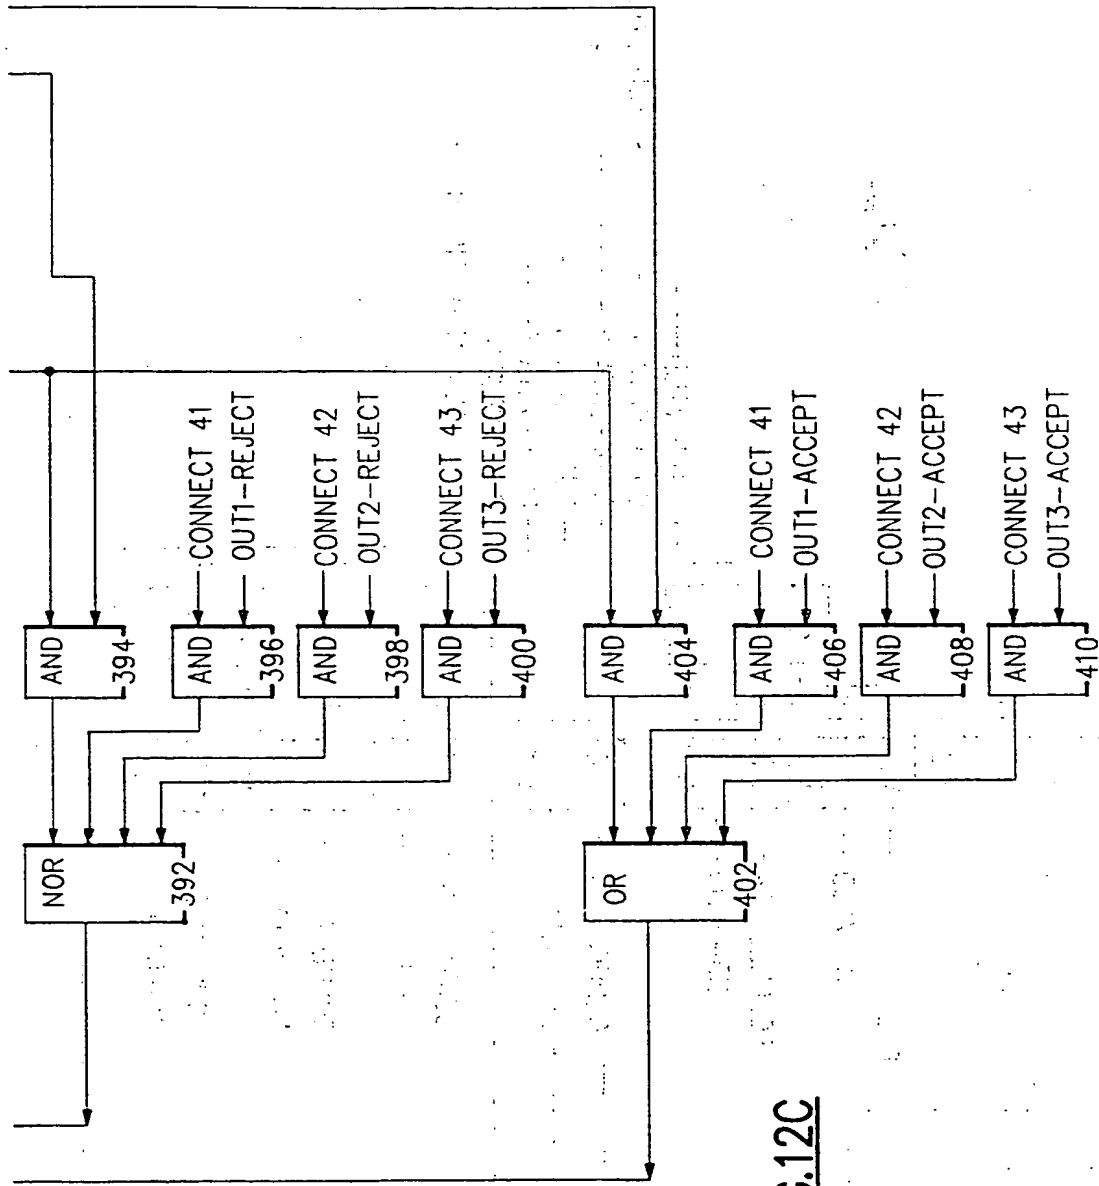 AND
394
CONNECT 41
OUT1-REJECT
AND
396
CONNECT 42
OUT2-REJECT
AND
398
CONNECT 43
OUT3-REJECT
AND
400
NOR
392
AND
404
CONNECT 41
OUT1-ACCEPT
AND
406
CONNECT 42
OUT2-ACCEPT
AND
408
CONNECT 43
OUT3-ACCEPT
AND
410
OR
402
.12C